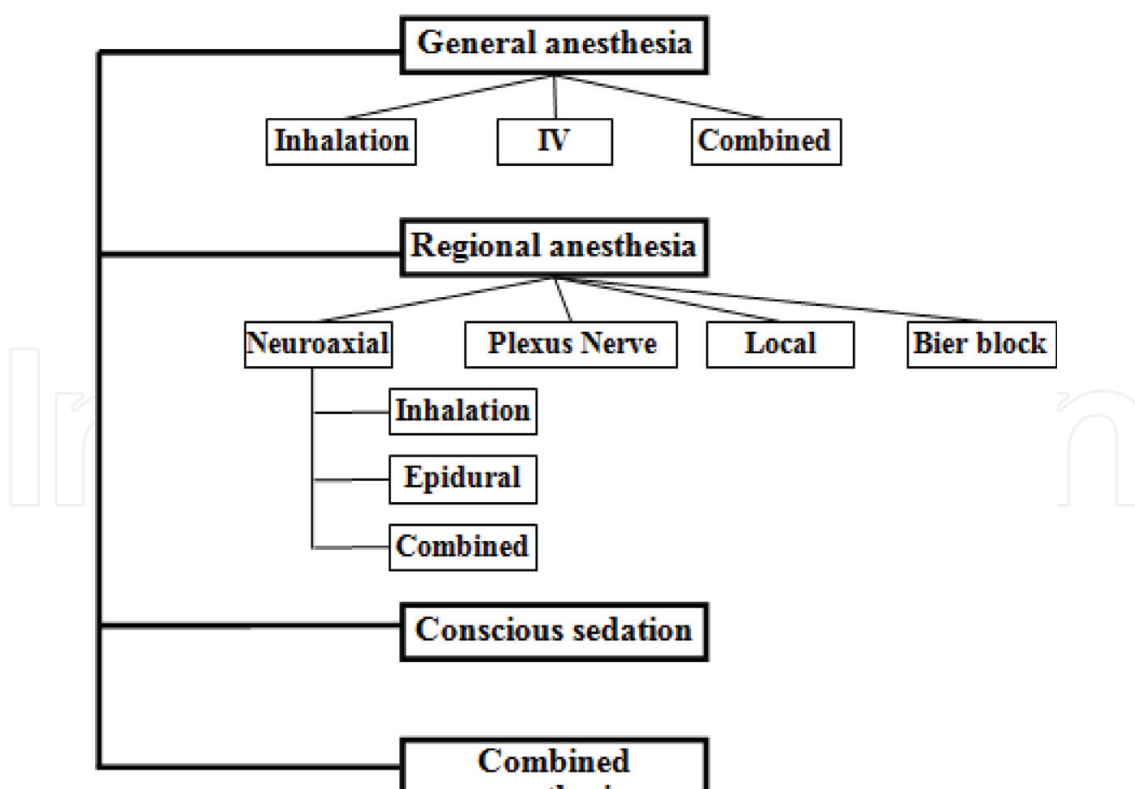 General anesthesia
Inhalation IV Combined
Regional anesthesia
Neuroaxial Plexus Nerve Local Bier block
Inhalation
Epidural
Combined
Conscious sedation
Combined